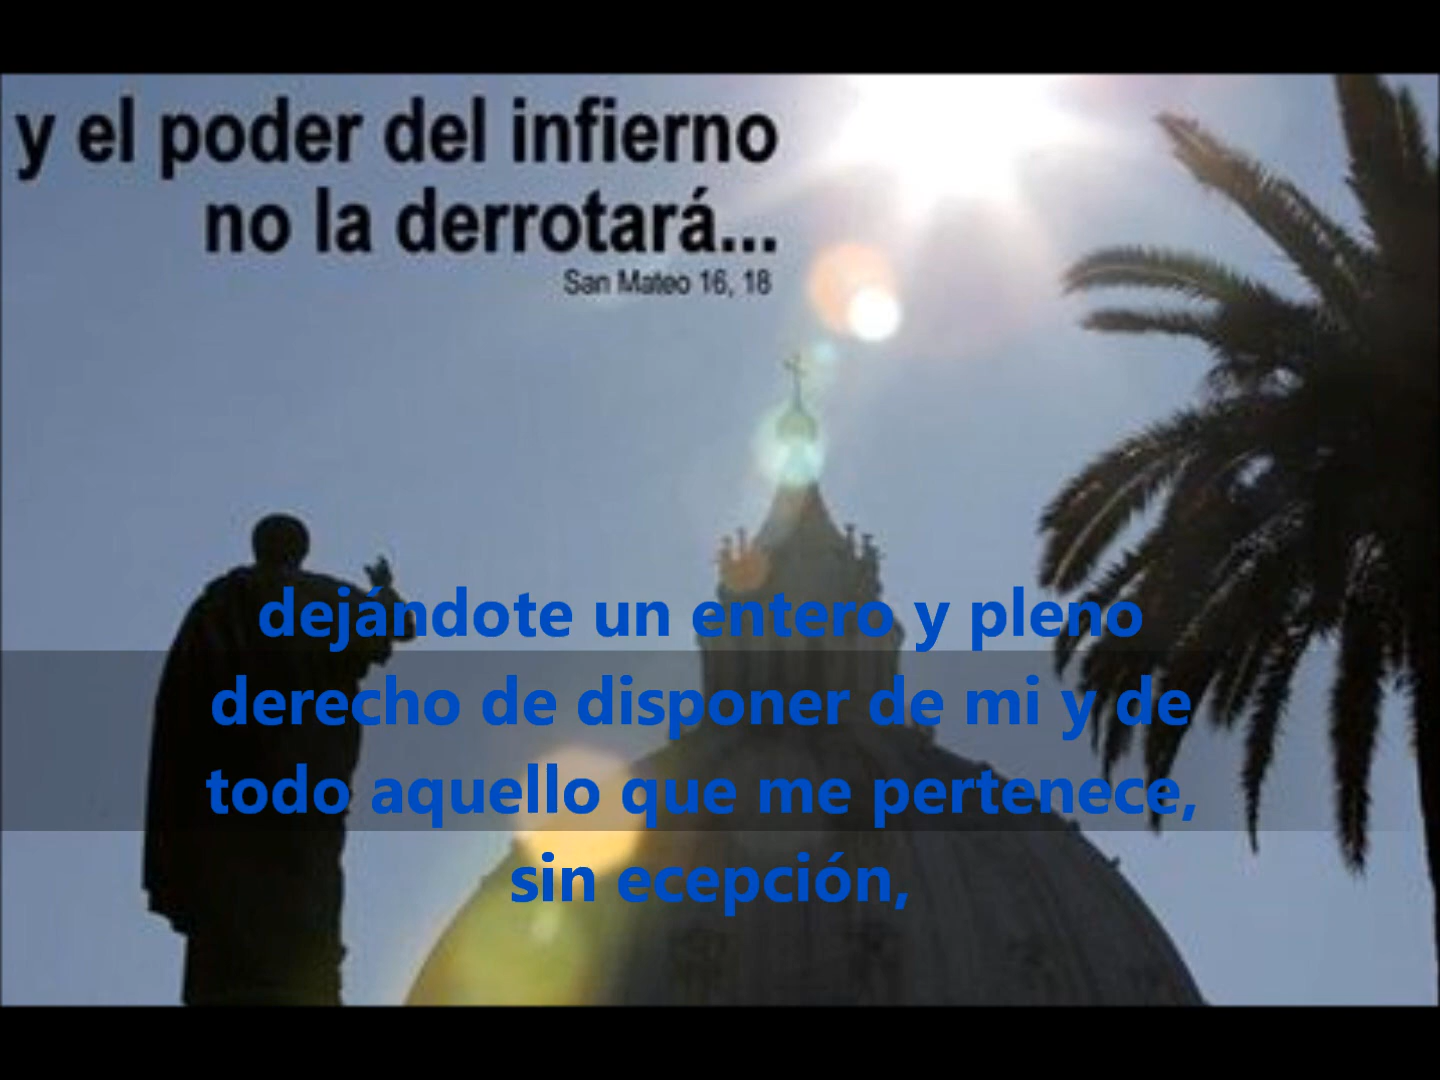 y el poder del infierno
no la derrotará...
San Mateo 16, 18
dejándote un entero y pleno
derecho de disponer de mi y de
todo aquello que me pertenece,
sin ecepción,